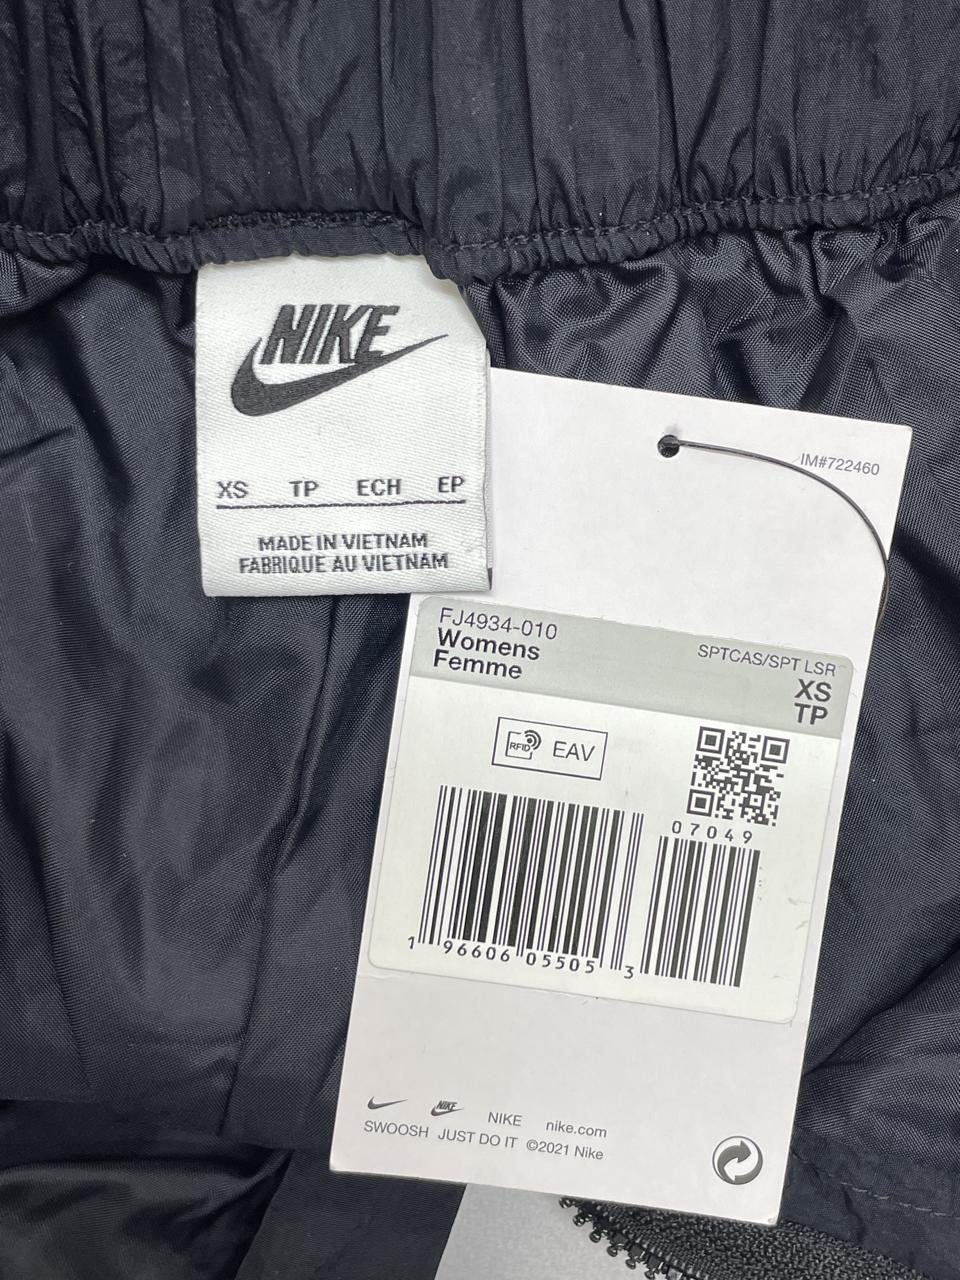 NIKE
XS TP ECH EP
MADE IN VIETNAM
FABRIQUE AU VIETNAM
IM#722460
FJ4934-010
Womens
Femme
SPTCAS/SPT LSR
XS
TP
RFID EAV
07049
1 96606 05505 3
NIKE NIKE nike.com
SWOOSH JUST DO IT ©2021 Nike